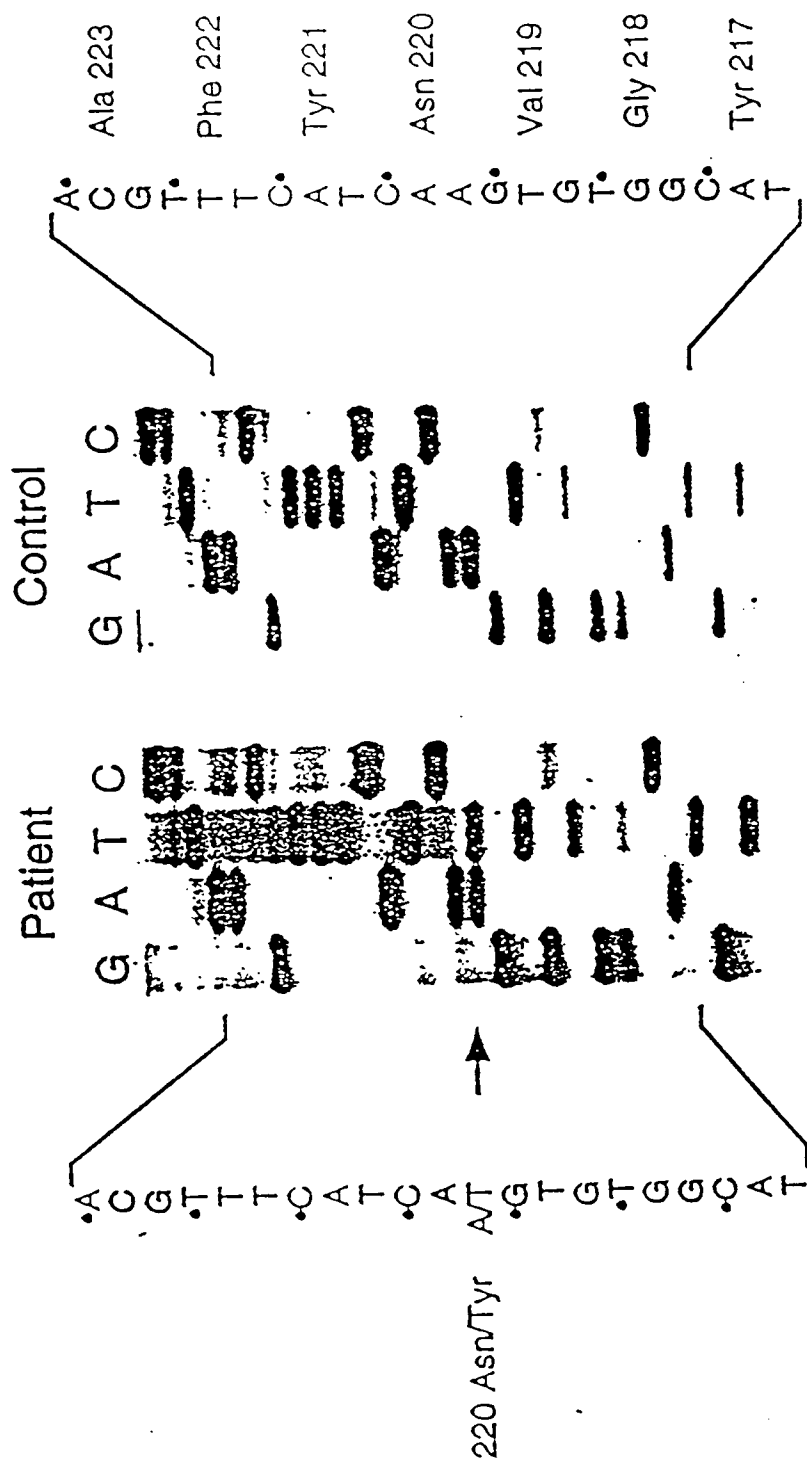 Patient
G A T C
Control
G A T C
A
C
G
T
T
T
C
A
T
C
A
A/T
G
T
G
T
G
G
C
A
T
220 Asn/Tyr
A
C
G
T
T
T
C
A
T
C
A
A
G
T
G
T
G
G
C
A
T
Ala 223
Phe 222
Tyr 221
Asn 220
Val 219
Gly 218
Tyr 217